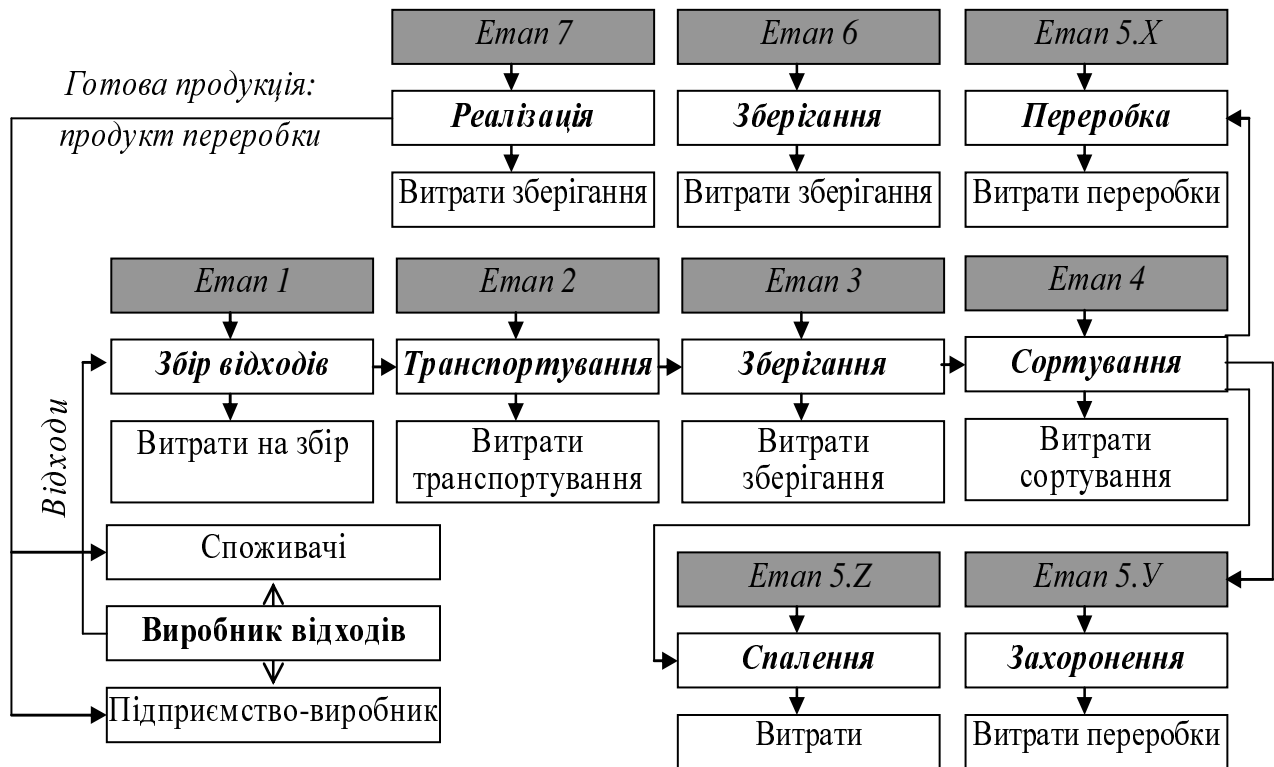 Етап 7
Етап 6
Етап 5.Х
Готова продукція:
продукт переробки
Реалізація
Зберігання
Переробка
Витрати зберігання
Витрати зберігання
Витрати переробки
Етап 1
Етап 2
Етап 3
Етап 4
Збір відходів
Транспортування
Зберігання
Сортування
Відходи
Витрати на збір
Витрати
транспортування
Витрати
зберігання
Витрати
сортування
Споживачі
Виробник відходів
Підприємство-виробник
Етап 5.Z
Етап 5.У
Спалення
Захоронення
Витрати
Витрати переробки